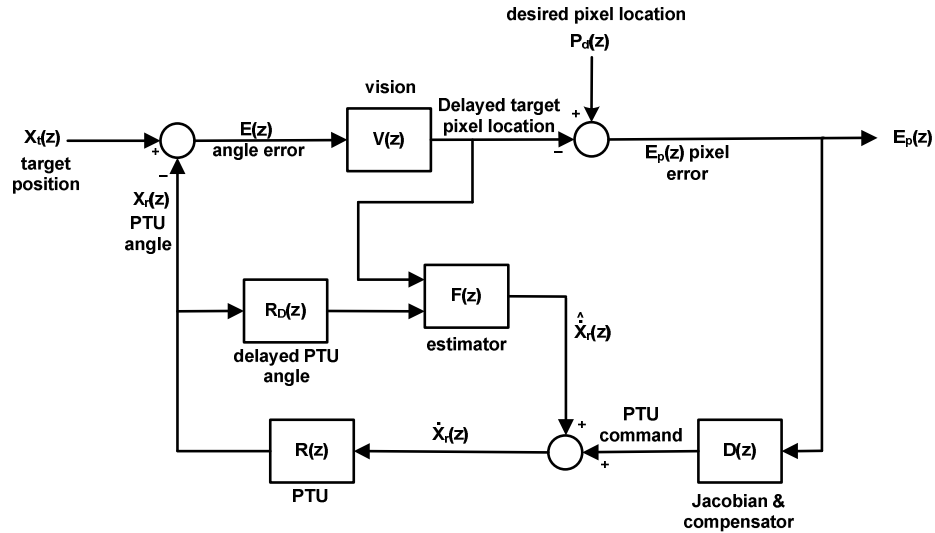 desired pixel location
Pd(z)
vision
Delayed target
pixel location
+
Xt(z)
target
position
+
−
E(z)
angle error
V(z)
−
Ep(z) pixel
error
Ep(z)
Xr(z)
PTU
angle
RD(z)
delayed PTU
angle
F(z)
estimator
^
Ẋr(z)
+
PTU
command
Ẋr(z)
+
R(z)
PTU
D(z)
Jacobian &
compensator